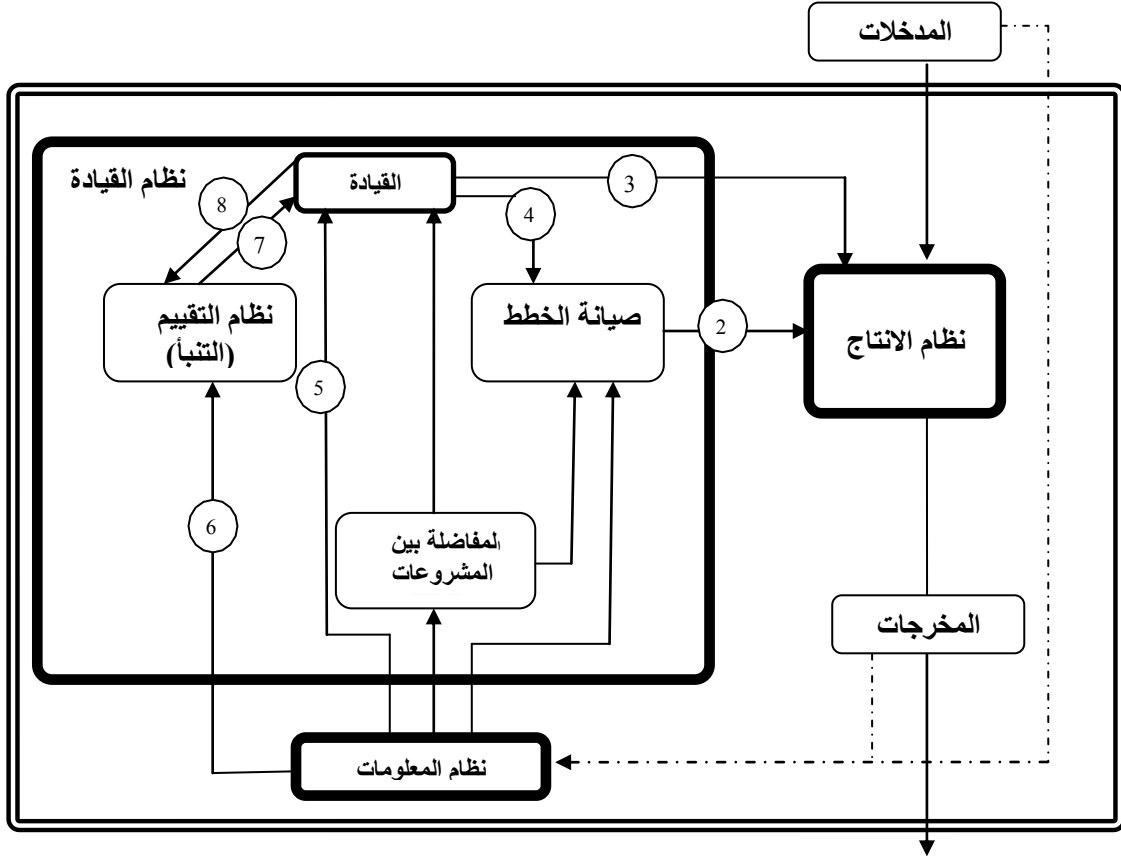 المدخلات
نظام القيادة
القيادة
3
8
4
7
نظام التقييم
(التنبأ)
صيانة الخطط
2
نظام الانتاج
5
6
المفاضلة بين
المشروعات
المخرجات
نظام المعلومات